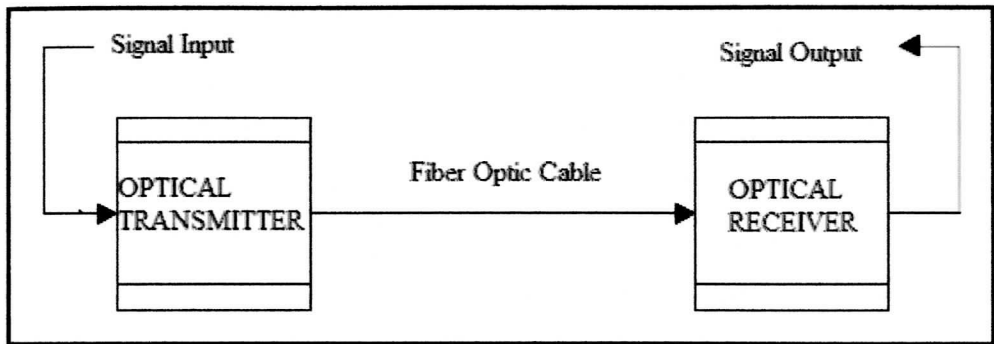 Signal Input
Signal Output
Fiber Optic Cable
OPTICAL
TRANSMITTER
OPTICAL
RECEIVER